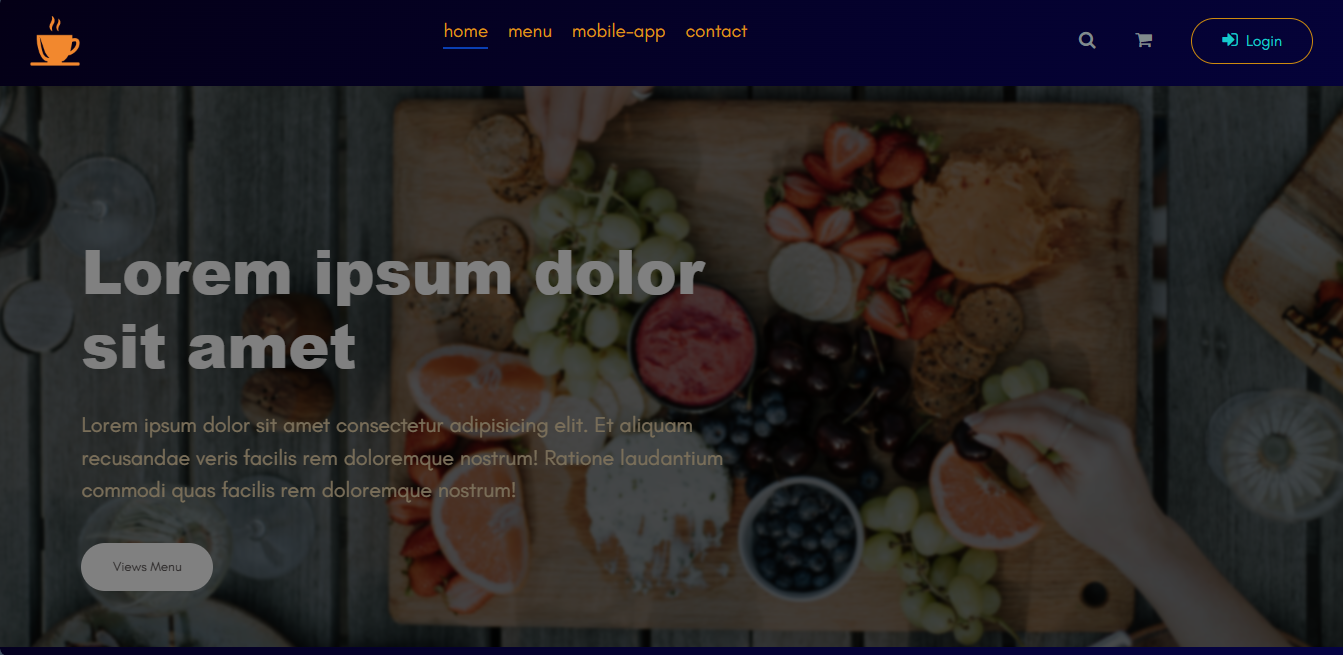 home menu mobile-app contact Login
Lorem ipsum dolor
sit amet
Lorem ipsum dolor sit amet consectetur adipisicing elit. Et aliquam
recusandae veris facilis rem doloremque nostrum! Ratione laudantium
commodi quas facilis rem doloremque nostrum!
Views Menu